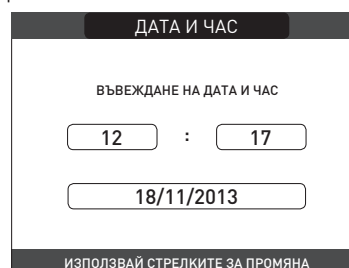 ДАТА И ЧАС
ВЪВЕЖДАНЕ НА ДАТА И ЧАС
12 : 17
18/11/2013
ИЗПОЛЗВАЙ СТРЕЛКИТЕ ЗА ПРОМЯНА